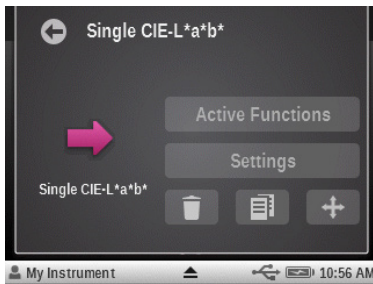 Single CIE-L*a*b*
Active Functions
Settings
Single CIE-L*a*b*
My Instrument 10:56 AM